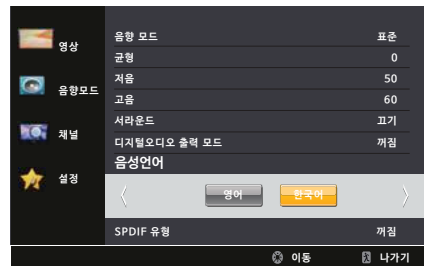 영상
음향모드
채널
설정
음향 모드 표준
균형 0
저음 50
고음 60
서라운드 끄기
디지털오디오 출력 모드 꺼짐
음성언어
영어 한국어
SPDIF 유형 꺼짐
이동 나가기